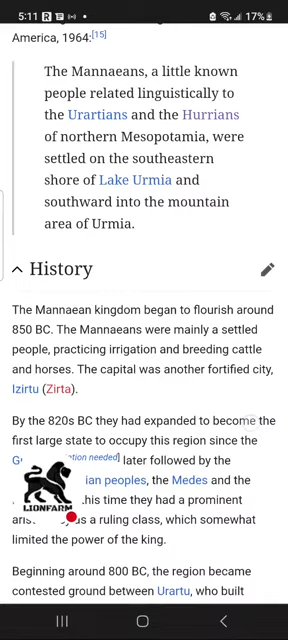 5:11 17%
America, 1964:[15]
The Mannaeans, a little known
people related linguistically to
the Urartians and the Hurrians
of northern Mesopotamia, were
settled on the southeastern
shore of Lake Urmia and
southward into the mountain
area of Urmia.
History
The Mannaean kingdom began to flourish around
850 BC. The Mannaeans were mainly a settled
people, practicing irrigation and breeding cattle
and horses. The capital was another fortified city,
Izirtu (Zirta).
By the 820s BC they had expanded to become the
first large state to occupy this region since the
needed] later followed by the
peoples, the Medes and the
this time they had a prominent
as a ruling class, which somewhat
limited the power of the king.
Beginning around 800 BC, the region became
contested ground between Urartu, who built
LIONFARM